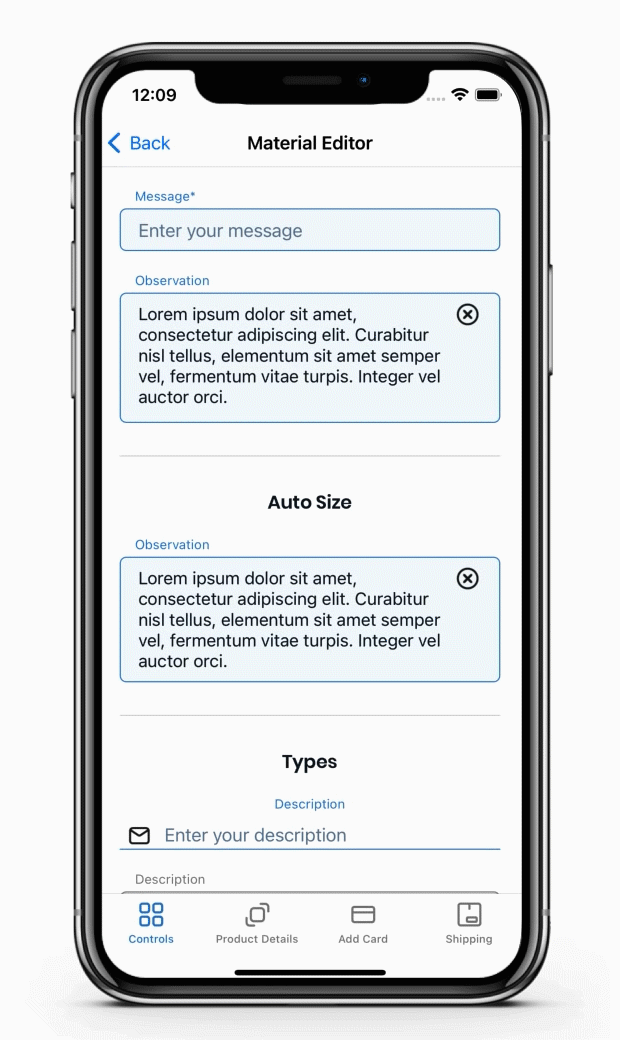 12:09
Back
Material Editor
Message*
Enter your message
Observation
Lorem ipsum dolor sit amet,
consectetur adipiscing elit. Curabitur
nisl tellus, elementum sit amet semper
vel, fermentum vitae turpis. Integer vel
auctor orci.
Auto Size
Observation
Lorem ipsum dolor sit amet,
consectetur adipiscing elit. Curabitur
nisl tellus, elementum sit amet semper
vel, fermentum vitae turpis. Integer vel
auctor orci.
Types
Description
Enter your description
Description
Controls
Product Details
Add Card
Shipping